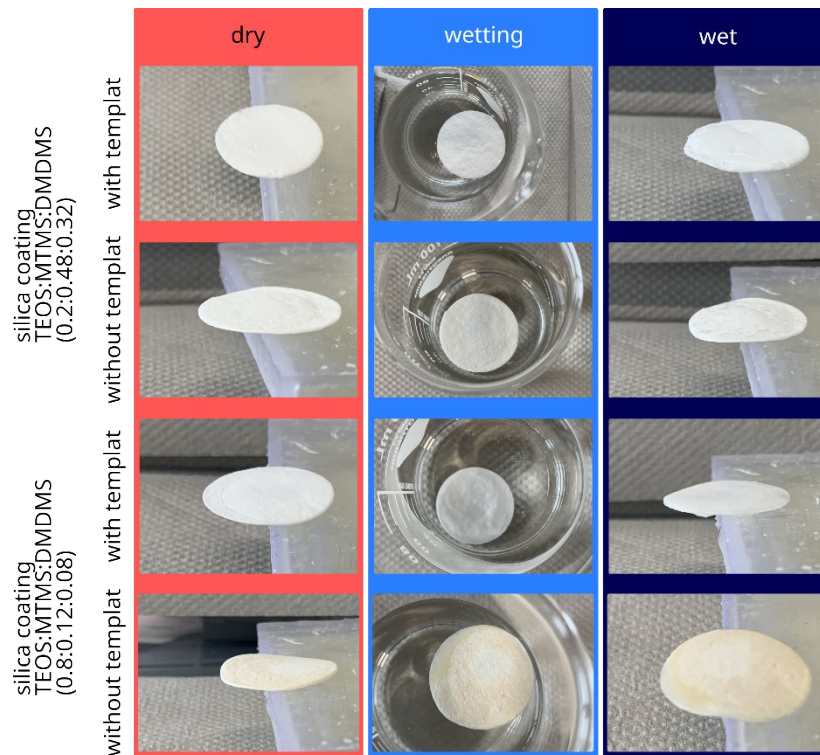 dry
wetting
wet
silica coating
TEOS:MTMS:DMDMS
(0.2:0.48:0.32)
with templat
without templat
silica coating
TEOS:MTMS:DMDMS
(0.8:0.12:0.08)
with templat
without templat